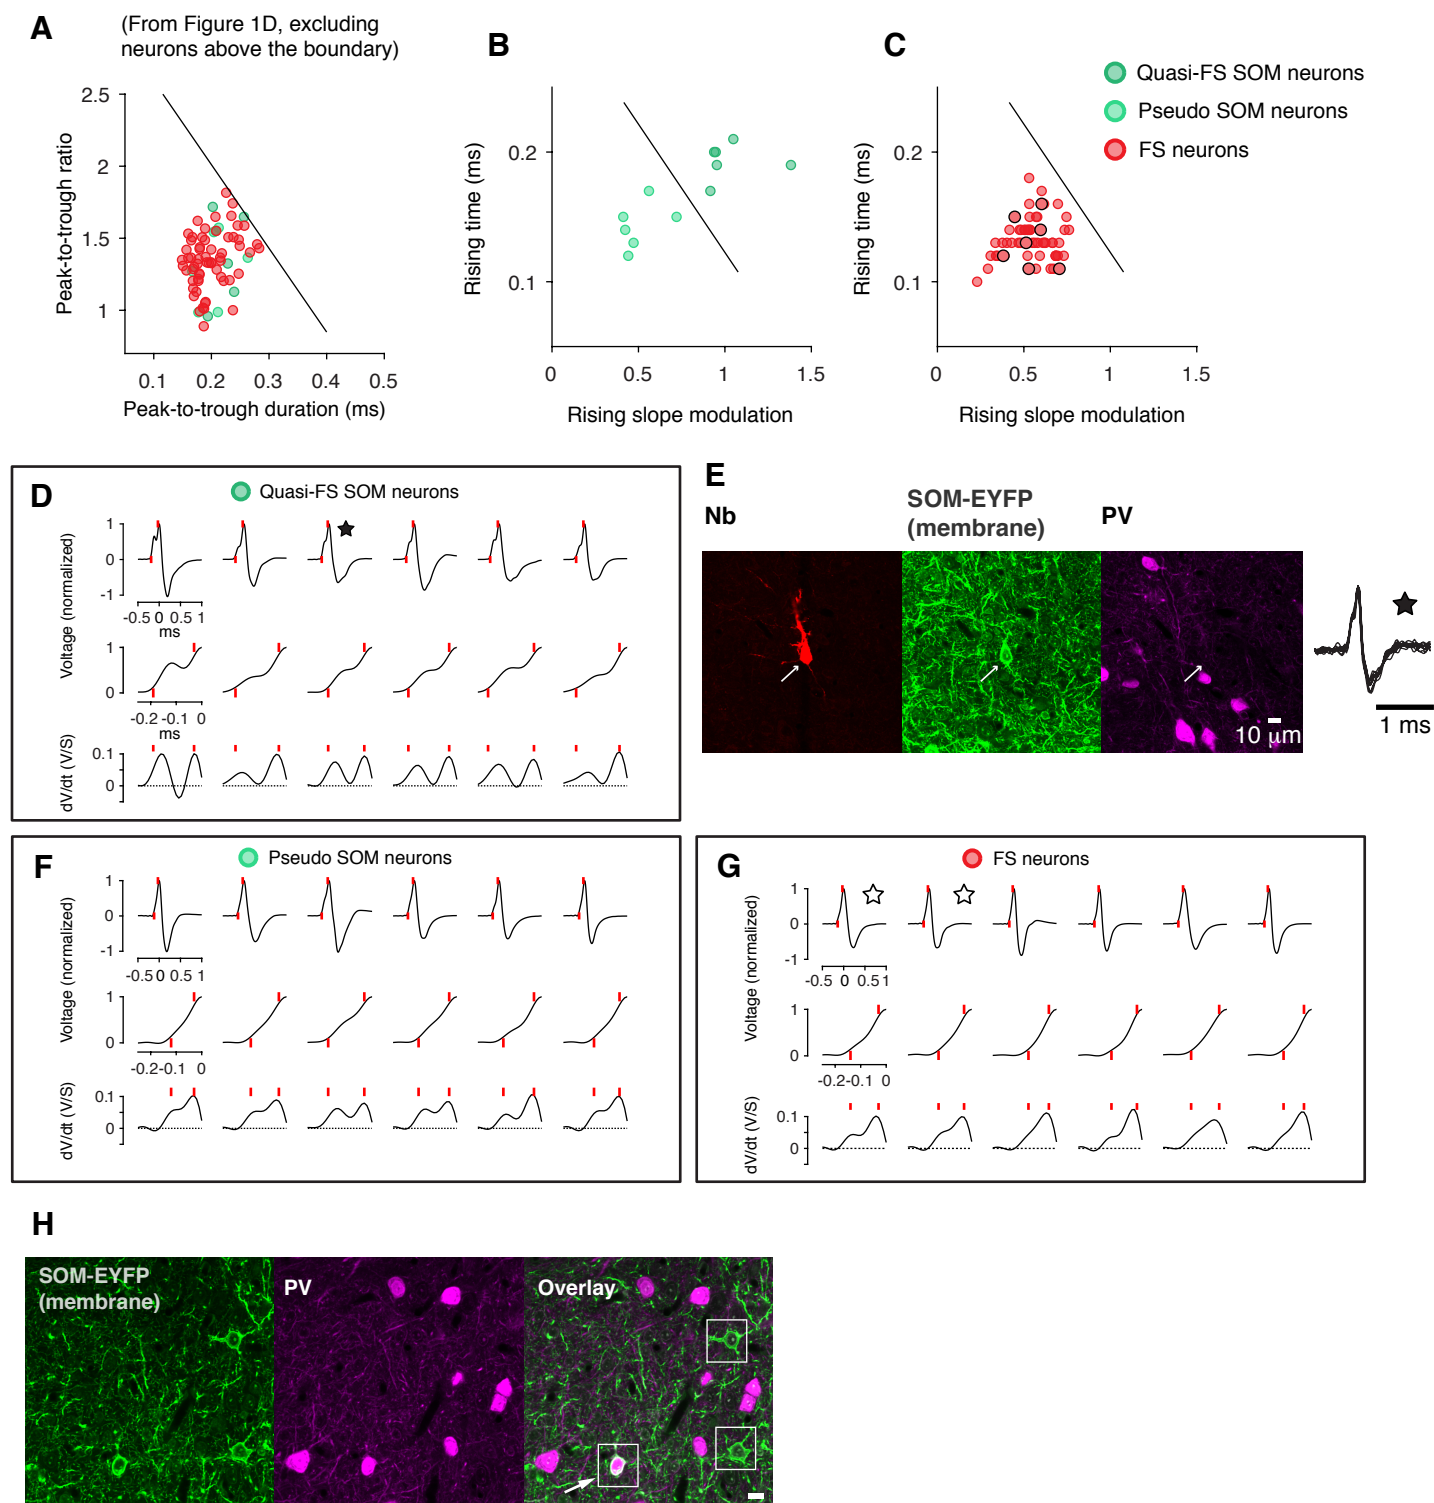 A
(From Figure 1D, excluding
neurons above the boundary)
Peak-to-trough ratio
2.5
2
1.5
1
0.1 0.2 0.3 0.4 0.5
Peak-to-trough duration (ms)
B
Rising time (ms)
0.2
0.1
0 0.5 1 1.5
Rising slope modulation
C
Rising time (ms)
0.2
0.1
0 0.5 1 1.5
Rising slope modulation
Quasi-FS SOM neurons
Pseudo SOM neurons
FS neurons
D
Quasi-FS SOM neurons
Voltage (normalized)
1
0
-1
-0.5 0 0.5 1
ms
1
0
-0.2 -0.1 0
ms
dV/dt (V/S)
0.1
0
E
Nb
SOM-EYFP
(membrane)
PV
10 μm
1 ms
F
Pseudo SOM neurons
Voltage (normalized)
1
0
-1
-0.5 0 0.5 1
1
0
-0.2 -0.1 0
dV/dt (V/S)
0.1
0
G
FS neurons
Voltage (normalized)
1
0
-1
-0.5 0 0.5 1
1
0
-0.2 -0.1 0
dV/dt (V/S)
0.1
0
H
SOM-EYFP
(membrane)
PV
Overlay